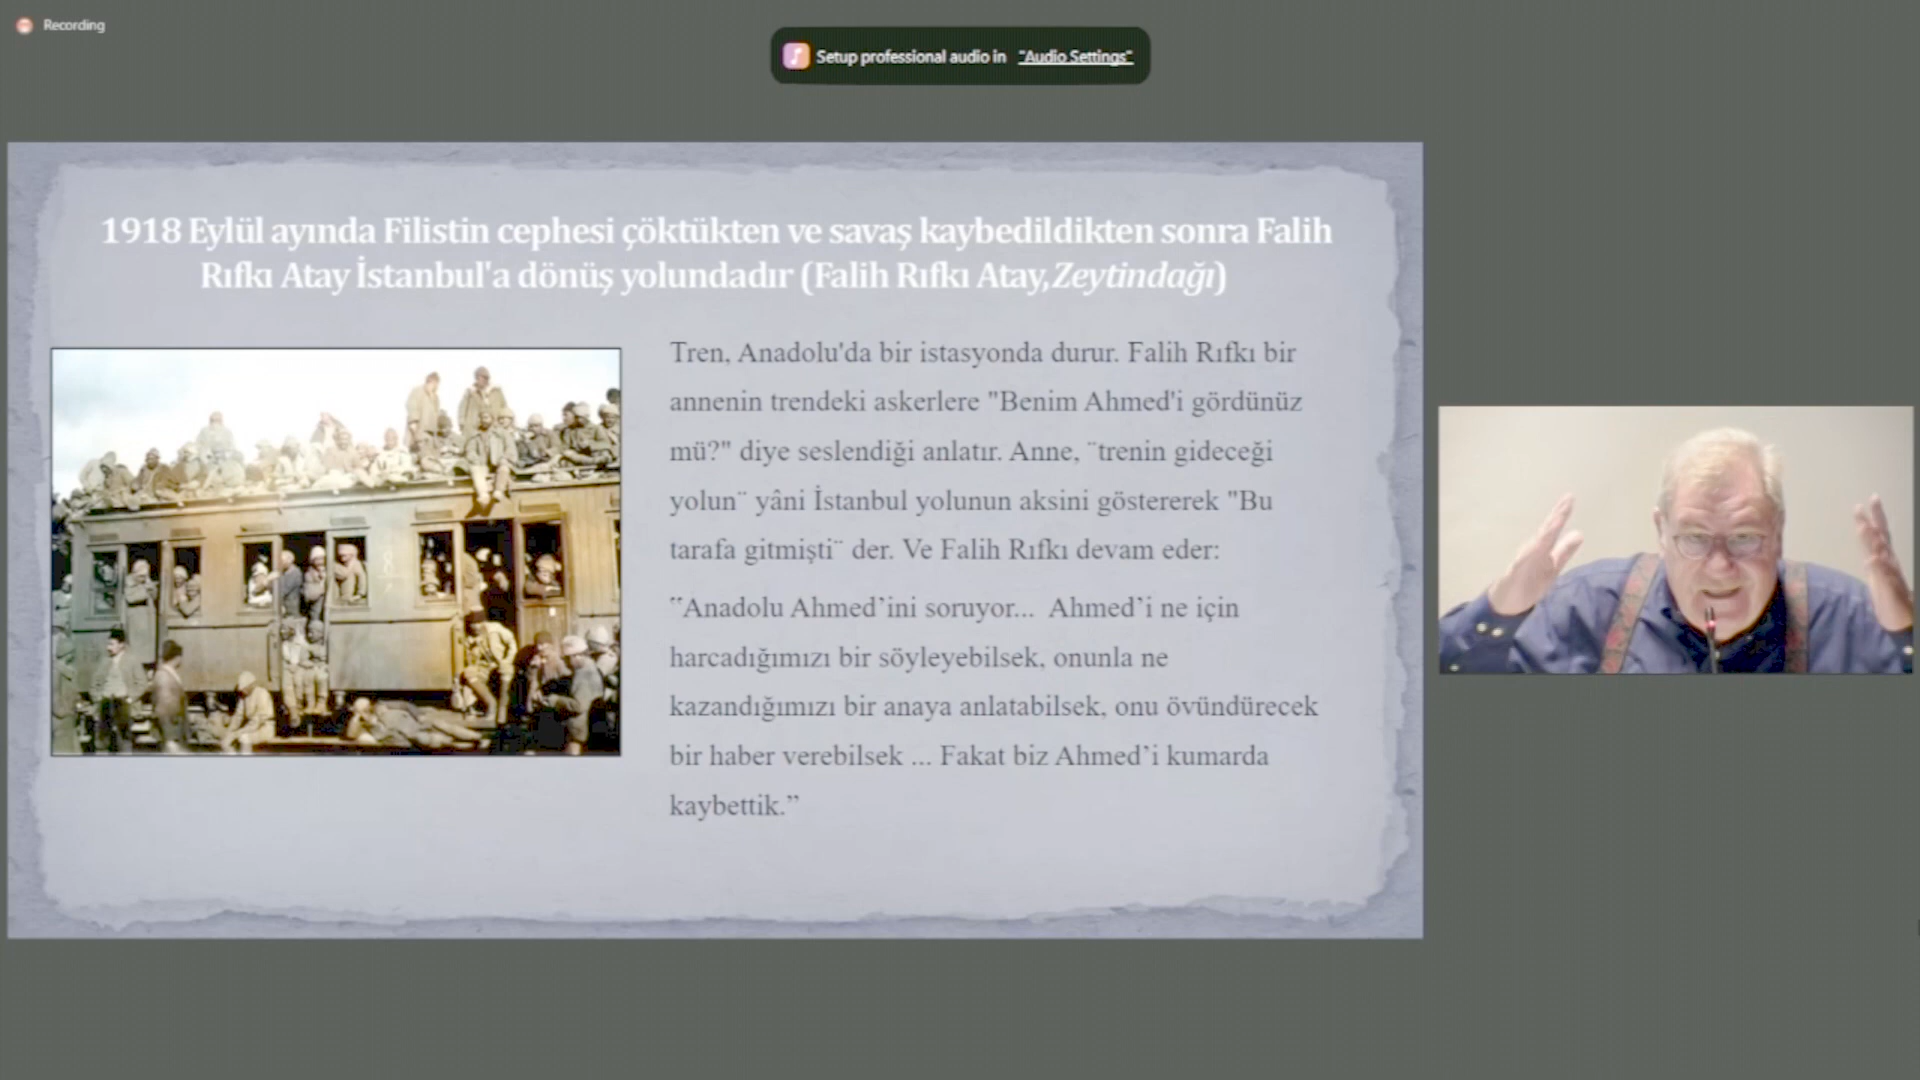 Recording
Setup professional audio in "Audio Settings"
1918 Eylül ayında Filistin cephesi çöktükten ve savaş kaybedildikten sonra Falih
Rıfkı Atay İstanbul'a dönüş yolundadır (Falih Rıfkı Atay,Zeytindağı)
Tren, Anadolu'da bir istasyonda durur. Falih Rıfkı bir
annenin trendeki askerlere "Benim Ahmed'i gördünüz
mü?" diye seslendiği anlatır. Anne, ¨trenin gideceği
yolun¨ yâni İstanbul yolunun aksini göstererek "Bu
tarafa gitmişti¨ der. Ve Falih Rıfkı devam eder:
‟Anadolu Ahmed’ini soruyor... Ahmed’i ne için
harcadığımızı bir söyleyebilsek, onunla ne
kazandığımızı bir anaya anlatabilsek, onu övündürecek
bir haber verebilsek ... Fakat biz Ahmed’i kumarda
kaybettik.”